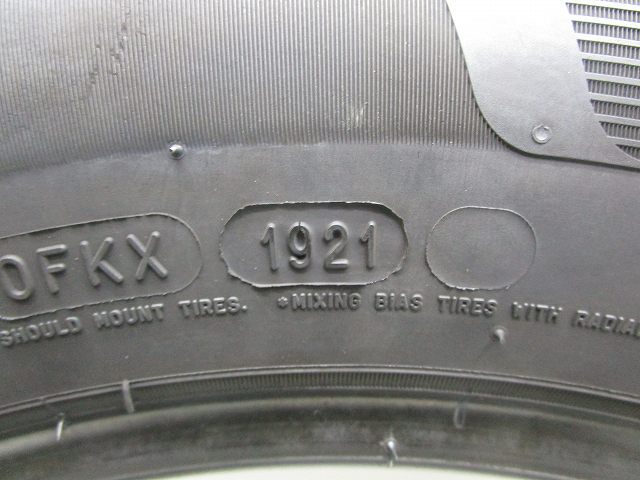 0FKX 1921
SHOULD MOUNT TIRES. *MIXING BIAS TIRES WITH RADIAL